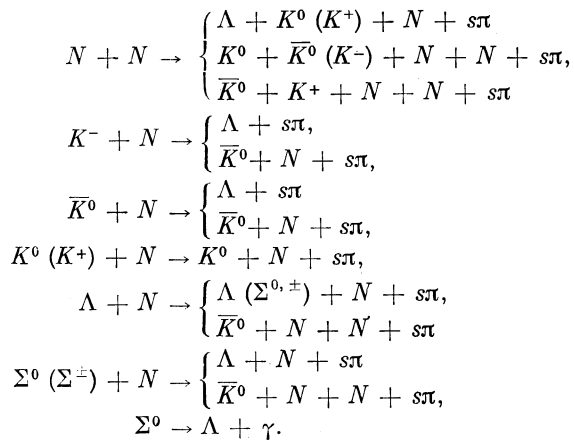 Λ + K⁰ (K⁺) + N + sπ
N + N → { K⁰ + K̅⁰ (K⁻) + N + N + sπ,
K̅⁰ + K⁺ + N + N + sπ
K⁻ + N → { Λ + sπ,
K̅⁰ + N + sπ,
K̅⁰ + N → { Λ + sπ
K̅⁰ + N + sπ,
K⁰ (K⁺) + N → K⁰ + N + sπ,
Λ + N → { Λ (Σ⁰, ±) + N + sπ,
K̅⁰ + N + N + sπ
Σ⁰ (Σ±) + N → { Λ + N + sπ
K̅⁰ + N + N + sπ,
Σ⁰ → Λ + γ.